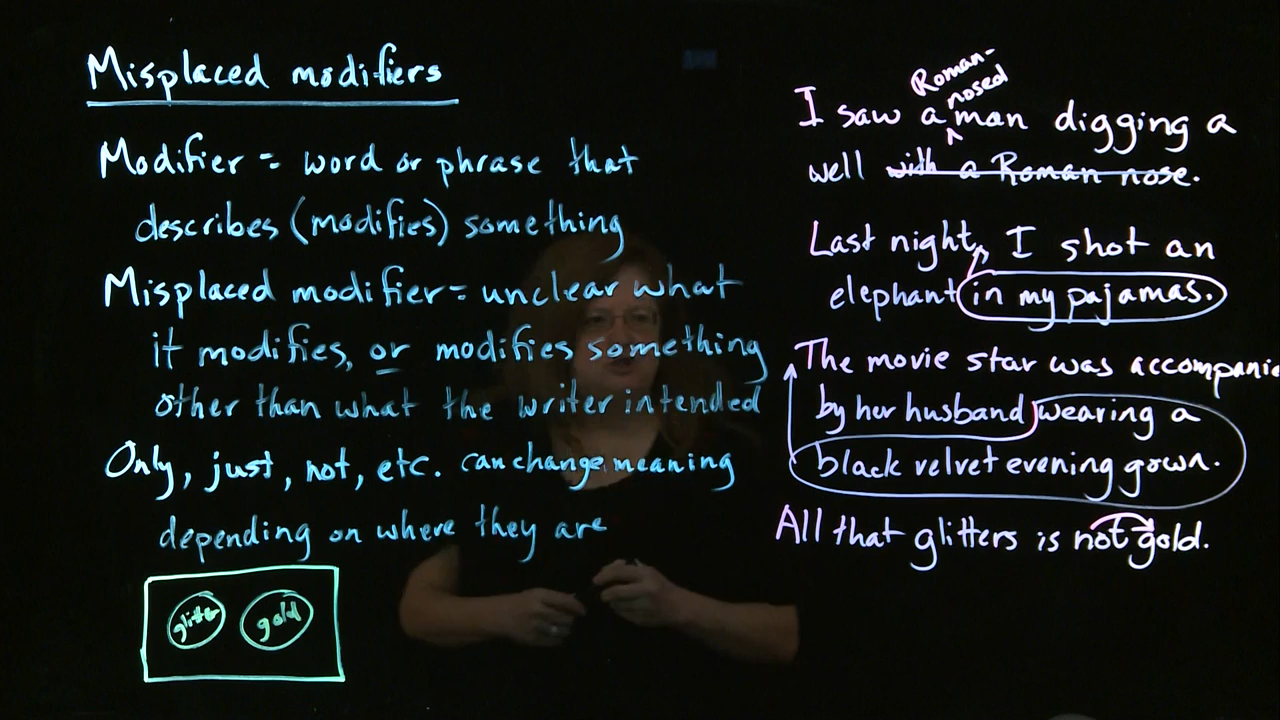 Misplaced modifiers
Modifier = word or phrase that
describes (modifies) something
Misplaced modifier = unclear what
it modifies, or modifies something
other than what the writer intended
Only, just, not, etc. can change meaning
depending on where they are
glitter gold
Roman-
nosed
I saw a man digging a
well with a Roman nose.
Last night, I shot an
elephant in my pajamas.
The movie star was accompanie
by her husband wearing a
black velvet evening gown.
All that glitters is not gold.